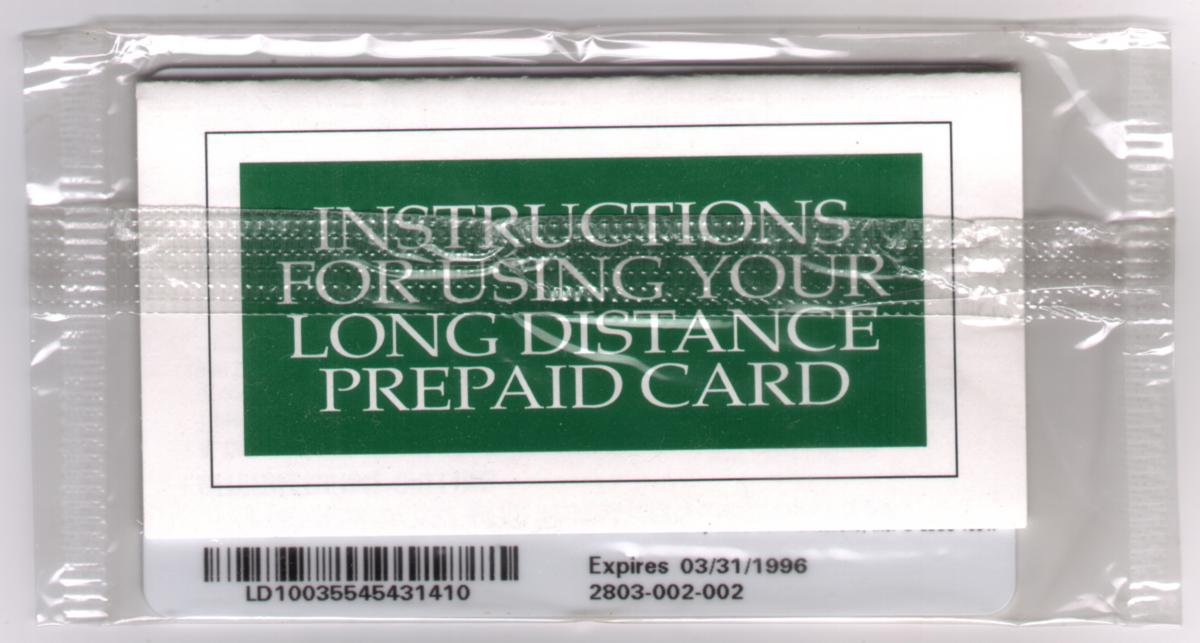 INSTRUCTIONS
FOR USING YOUR
LONG DISTANCE
PREPAID CARD
LD10035545431410
Expires 03/31/1996
2803-002-002